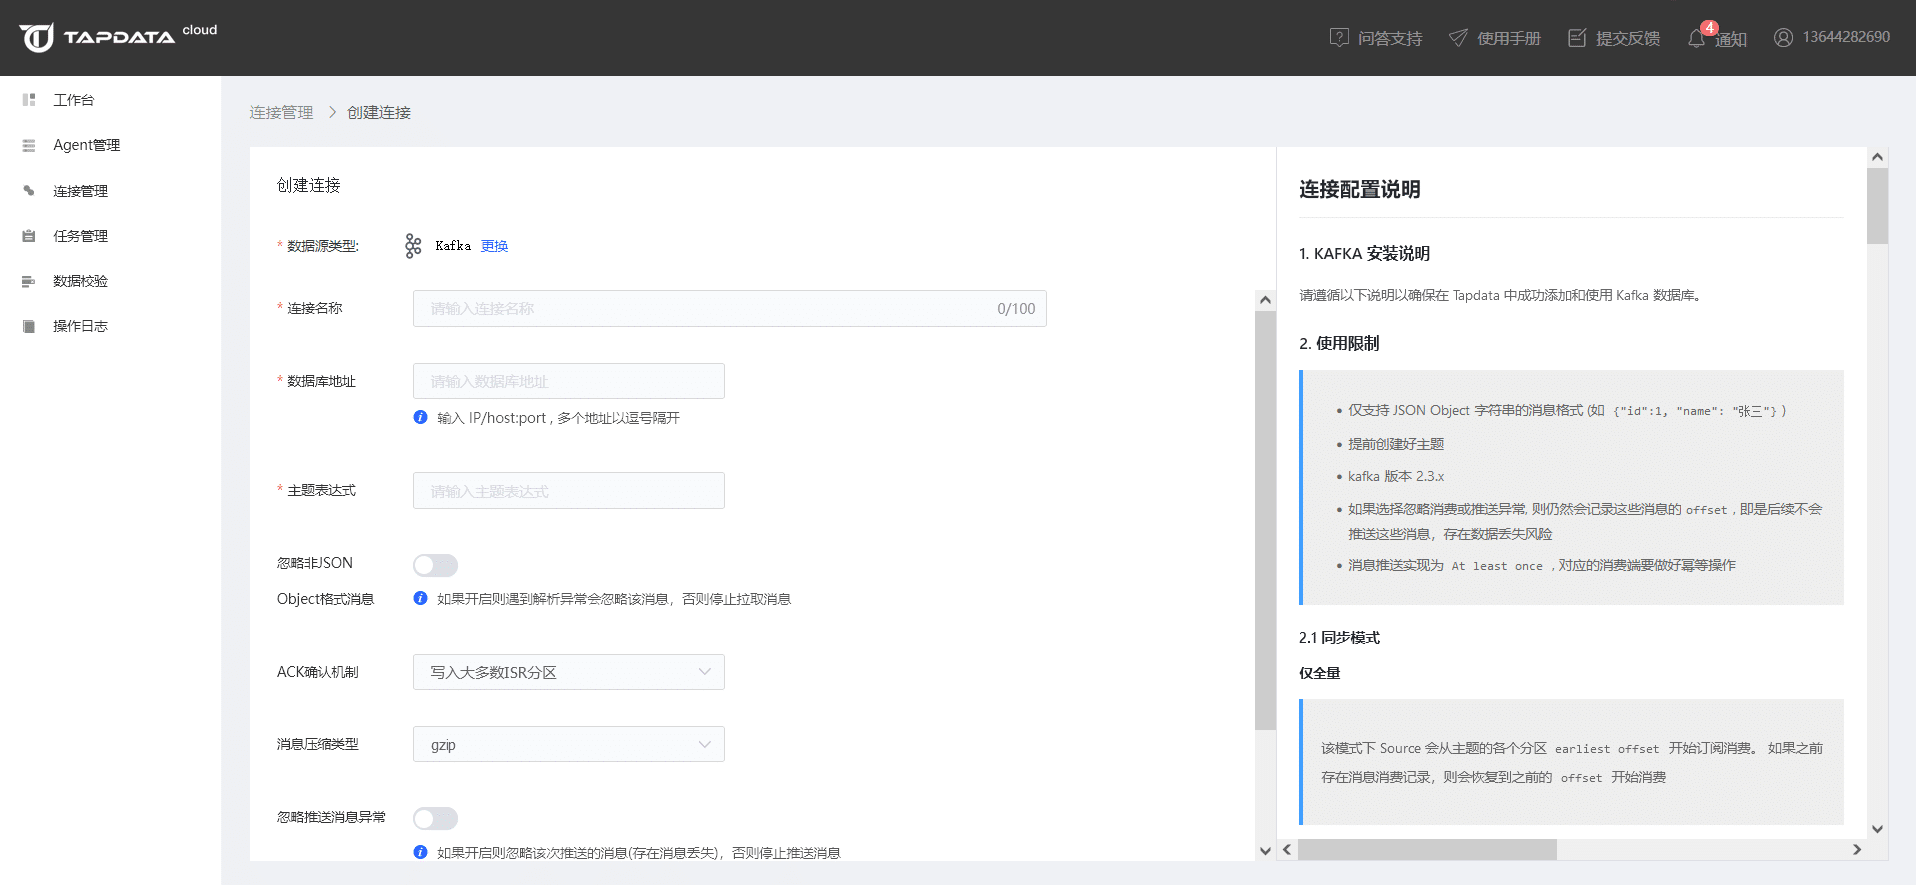 TAPDATA cloud
问答支持
使用手册
提交反馈
4
通知
13644282690
工作台
Agent管理
连接管理
任务管理
数据校验
操作日志
连接管理 > 创建连接
创建连接
* 数据源类型: Kafka 更换
* 连接名称 请输入连接名称 0/100
* 数据库地址 请输入数据库地址
输入 IP/host:port , 多个地址以逗号隔开
* 主题表达式 请输入主题表达式
忽略非JSON
Object格式消息
如果开启则遇到解析异常会忽略该消息，否则停止拉取消息
ACK确认机制 写入大多数ISR分区
消息压缩类型 gzip
忽略推送消息异常
如果开启则忽略该次推送的消息(存在消息丢失)，否则停止推送消息
连接配置说明
1. KAFKA 安装说明
请遵循以下说明以确保在 Tapdata 中成功添加和使用 Kafka 数据库。
2. 使用限制
• 仅支持 JSON Object 字符串的消息格式 (如 {"id":1, "name": "张三"} )
• 提前创建好主题
• kafka 版本 2.3.x
• 如果选择忽略消费或推送异常, 则仍然会记录这些消息的 offset , 即是后续不会
推送这些消息，存在数据丢失风险
• 消息推送实现为 At least once , 对应的消费端要做好幂等操作
2.1 同步模式
仅全量
该模式下 Source 会从主题的各个分区 earliest offset 开始订阅消费。 如果之前
存在消息消费记录，则会恢复到之前的 offset 开始消费